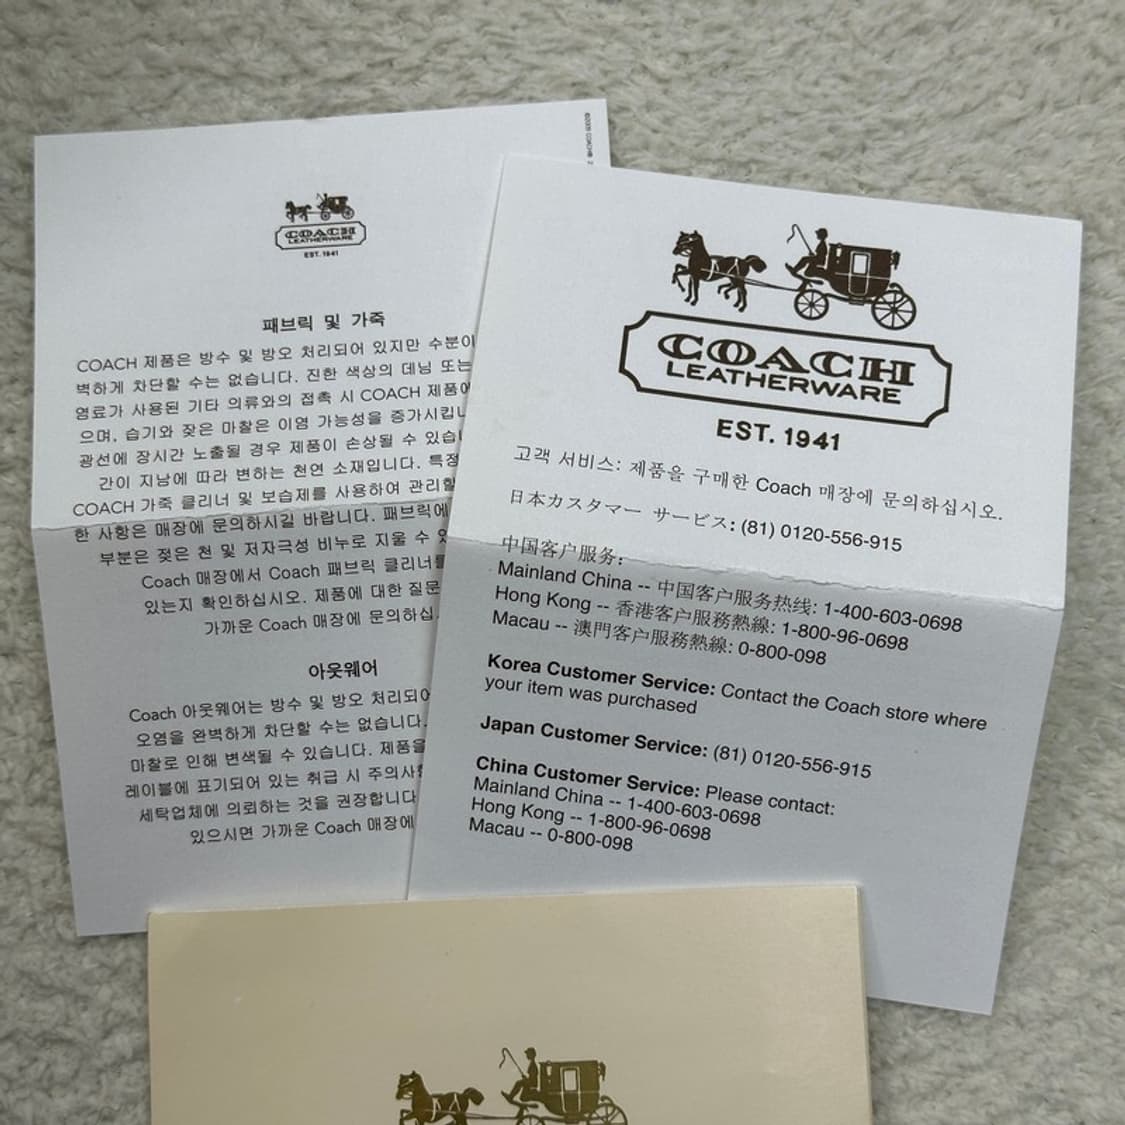 COACH
LEATHERWARE
EST. 1941
패브릭 및 가죽
COACH 제품은 방수 및 방오 처리되어 있지만 수분이
벽하게 차단할 수는 없습니다. 진한 색상의 데님 또는
염료가 사용된 기타 의류와의 접촉 시 COACH 제품에
으며, 습기와 잦은 마찰은 이염 가능성을 증가시킵니
광선에 장시간 노출될 경우 제품이 손상될 수 있습
간이 지남에 따라 변하는 천연 소재입니다. 특정
COACH 가죽 클리너 및 보습제를 사용하여 관리할
한 사항은 매장에 문의하시길 바랍니다. 패브릭에
부분은 젖은 천 및 저자극성 비누로 지울 수 있
Coach 매장에서 Coach 패브릭 클리너를
있는지 확인하십시오. 제품에 대한 질문
가까운 Coach 매장에 문의하십
아웃웨어
Coach 아웃웨어는 방수 및 방오 처리되어
오염을 완벽하게 차단할 수는 없습니다.
마찰로 인해 변색될 수 있습니다. 제품을
레이블에 표기되어 있는 취급 시 주의사항
세탁업체에 의뢰하는 것을 권장합니다
있으시면 가까운 Coach 매장에
COACH
LEATHERWARE
EST. 1941
고객 서비스: 제품을 구매한 Coach 매장에 문의하십시오.
日本カスタマー サービス: (81) 0120-556-915
中国客户服务:
Mainland China -- 中国客户服务热线: 1-400-603-0698
Hong Kong -- 香港客户服務熱線: 1-800-96-0698
Macau -- 澳門客户服務熱線: 0-800-098
Korea Customer Service: Contact the Coach store where
your item was purchased
Japan Customer Service: (81) 0120-556-915
China Customer Service: Please contact:
Mainland China -- 1-400-603-0698
Hong Kong -- 1-800-96-0698
Macau -- 0-800-098